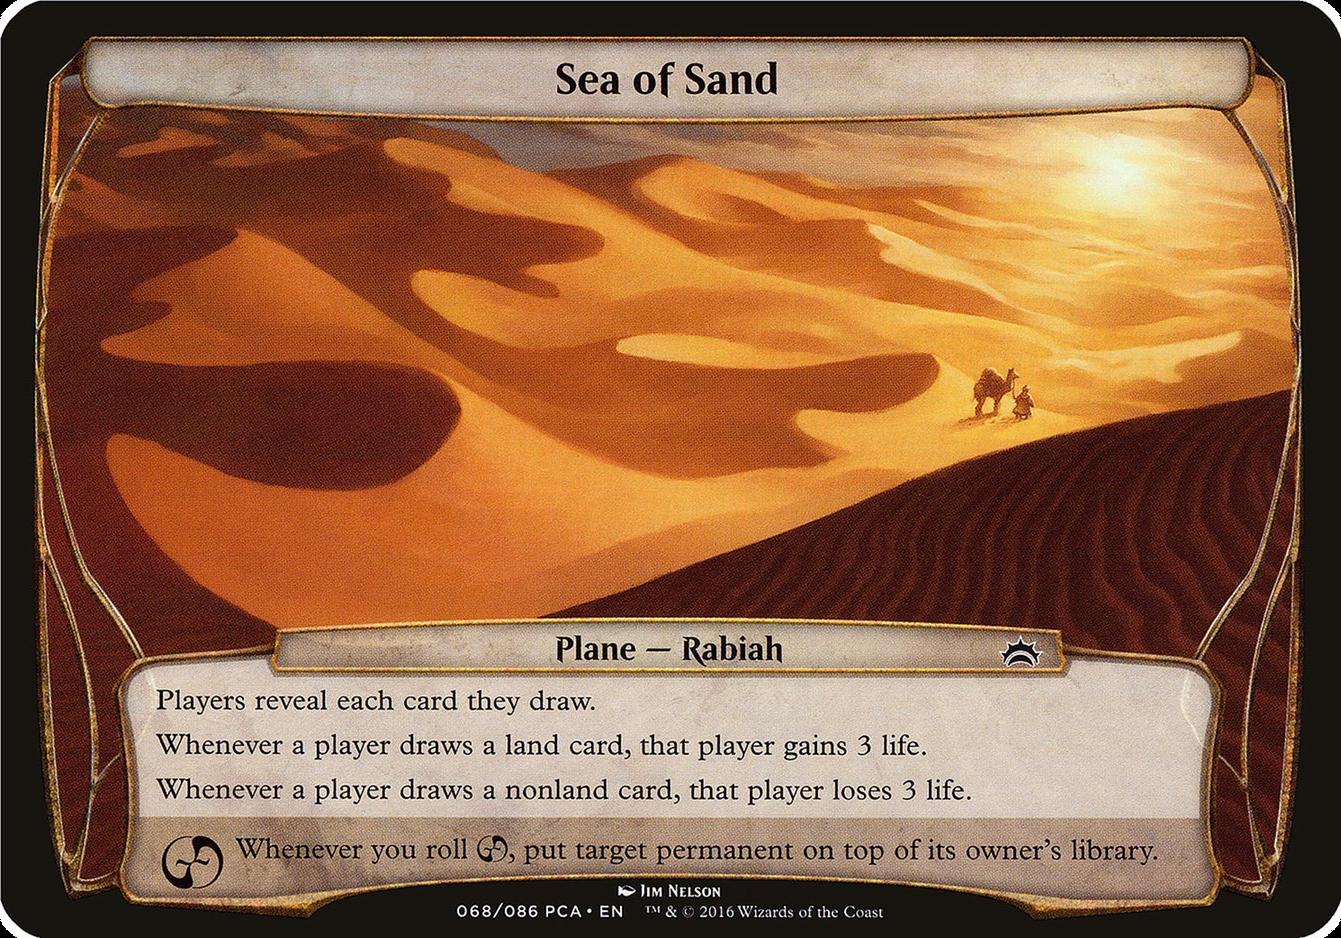 Sea of Sand
Plane — Rabiah
Players reveal each card they draw.
Whenever a player draws a land card, that player gains 3 life.
Whenever a player draws a nonland card, that player loses 3 life.
Whenever you roll , put target permanent on top of its owner's library.
Jim Nelson
068/086 PCA • EN ™ & © 2016 Wizards of the Coast